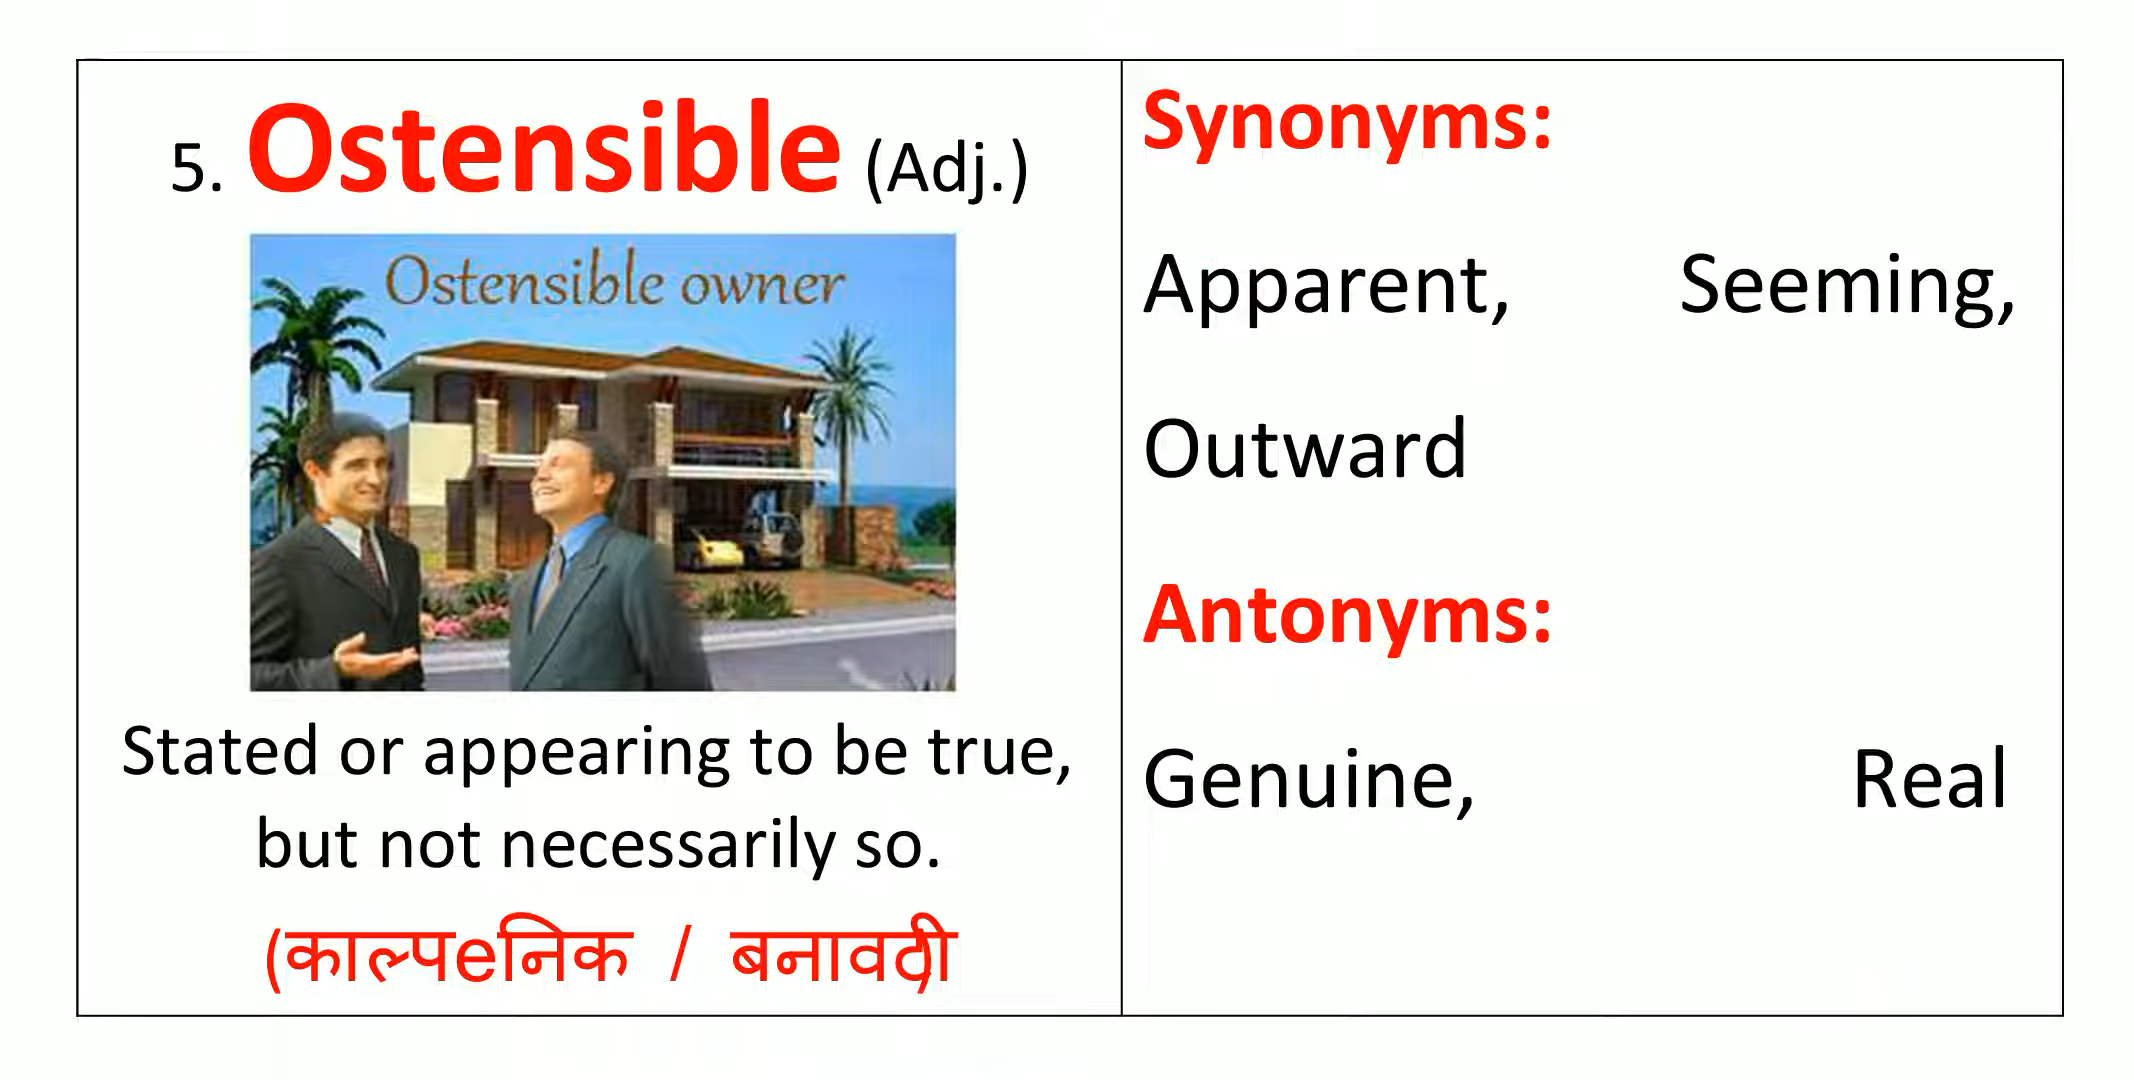 5. Ostensible (Adj.)
Ostensible owner
Stated or appearing to be true,
but not necessarily so.
(काल्पeनिक / बनावटी)
Synonyms:
Apparent, Seeming,
Outward
Antonyms:
Genuine, Real